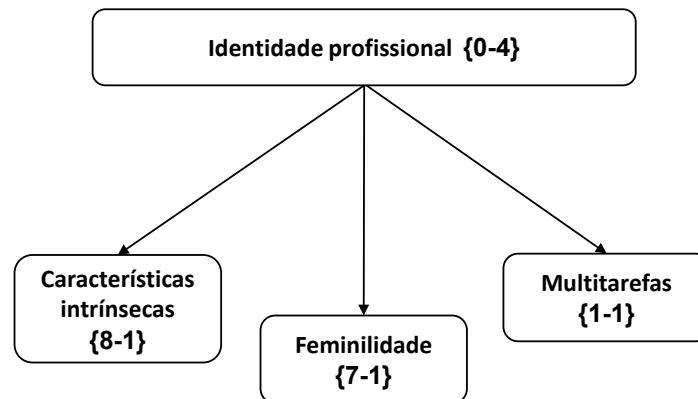 Identidade profissional {0-4}
Características
intrínsecas
{8-1}
Feminilidade
{7-1}
Multitarefas
{1-1}